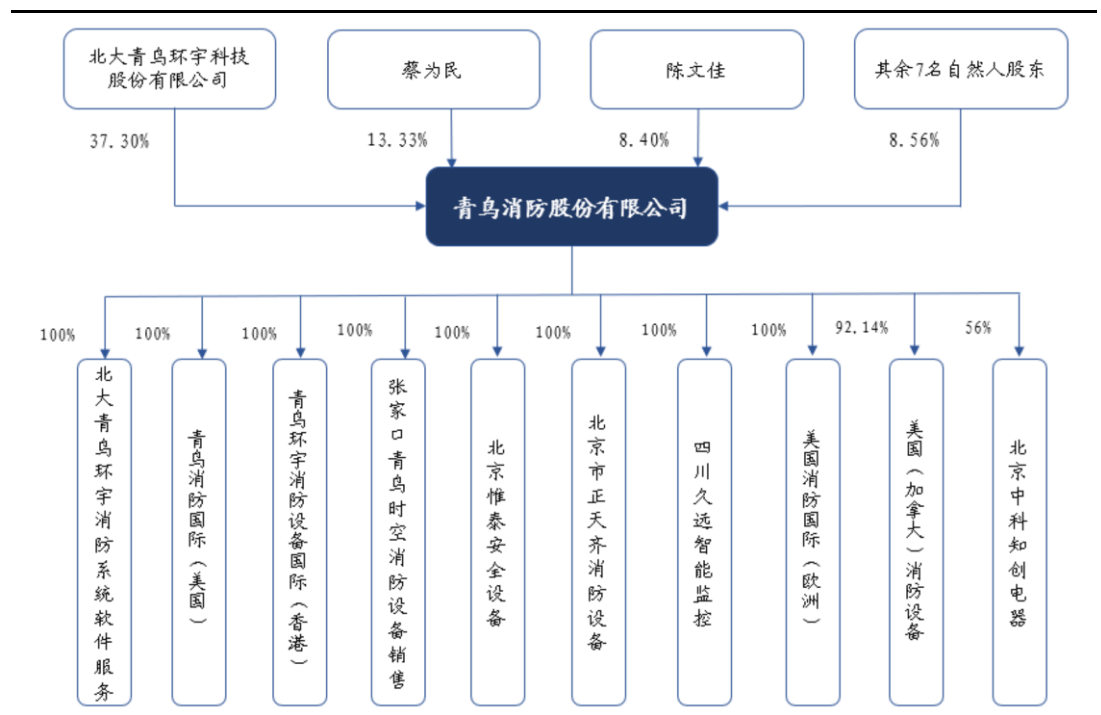 北大青鸟环宇科技
股份有限公司
蔡为民
陈文佳
其余7名自然人股东
37.30%
13.33%
8.40%
8.56%
青鸟消防股份有限公司
100%
100%
100%
100%
100%
100%
100%
100%
92.14%
56%
北大青鸟环宇消防系统软件服务
青鸟消防国际（美国）
青鸟环宇消防设备国际（香港）
张家口青鸟时空消防设备销售
北京惟泰安全设备
北京市正天齐消防设备
四川久远智能监控
美国消防国际（欧洲）
美国（加拿大）消防设备
北京中科知创电器